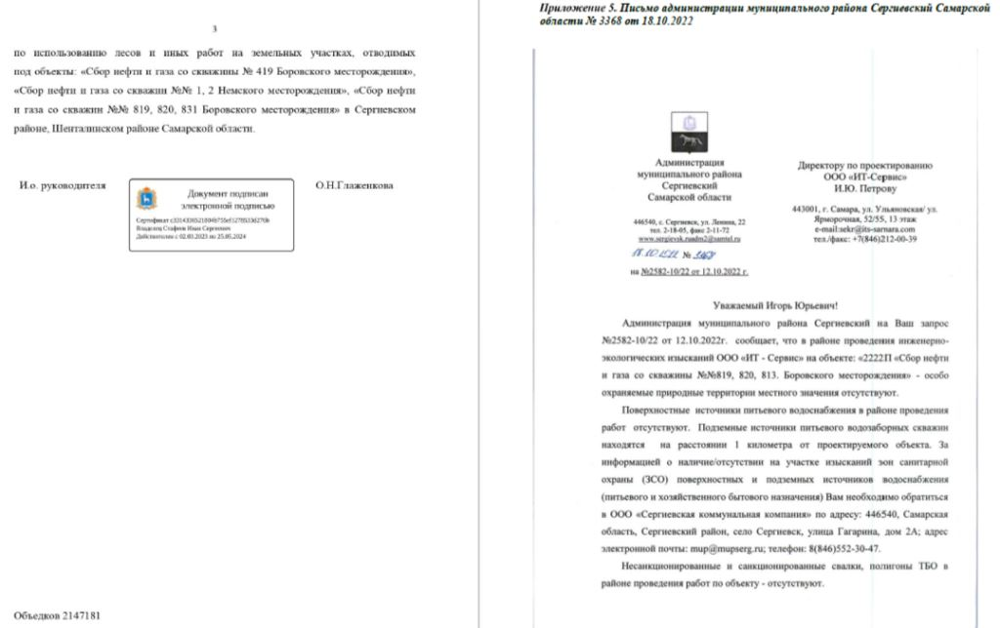 3
по использованию лесов и иных работ на земельных участках, отводимых
под объекты: «Сбор нефти и газа со скважины № 419 Боровского месторождения»,
«Сбор нефти и газа со скважин №№ 1, 2 Немского месторождения», «Сбор нефти
и газа со скважин №№ 819, 820, 831 Боровского месторождения» в Сергиевском
районе, Шенталинском районе Самарской области.
И.о. руководителя
Документ подписан
электронной подписью
Сертификат
Владелец Стафеев Иван Сергеевич
Действителен с 02.03.2023 по 25.05.2024
О.Н.Глаженкова
Объедков 2147181
Приложение 5. Письмо администрации муниципального района Сергиевский Самарской
области № 3368 от 18.10.2022
Администрация
муниципального района
Сергиевский
Самарской области
446540, с. Сергиевск, ул. Ленина, 22
тел. 2-18-05, факс 2-11-72
www.sergievsk.ruadm2@samtel.ru
18.10.2022 № 3368
на №2582-10/22 от 12.10.2022 г.
Директору по проектированию
ООО «ИТ-Сервис»
И.Ю. Петрову
443001, г. Самара, ул. Ульяновская/ ул.
Ярморочная, 52/55, 13 этаж
e-mail:sekr@its-samara.com
тел./факс: +7(846)212-00-39
Уважаемый Игорь Юрьевич!
Администрация муниципального района Сергиевский на Ваш запрос
№2582-10/22 от 12.10.2022г. сообщает, что в районе проведения инженерно-
экологических изысканий ООО «ИТ - Сервис» на объекте: «2222П «Сбор нефти
и газа со скважины №№819, 820, 813. Боровского месторождения» - особо
охраняемые природные территории местного значения отсутствуют.
Поверхностные источники питьевого водоснабжения в районе проведения
работ отсутствуют. Подземные источники питьевого водозаборных скважин
находятся на расстоянии 1 километра от проектируемого объекта. За
информацией о наличие/отсутствии на участке изысканий зон санитарной
охраны (ЗСО) поверхностных и подземных источников водоснабжения
(питьевого и хозяйственного бытового назначения) Вам необходимо обратиться
в ООО «Сергиевская коммунальная компания» по адресу: 446540, Самарская
область, Сергиевский район, село Сергиевск, улица Гагарина, дом 2А; адрес
электронной почты: mup@mupserg.ru; телефон: 8(846)552-30-47.
Несанкционированные и санкционированные свалки, полигоны ТБО в
районе проведения работ по объекту - отсутствуют.